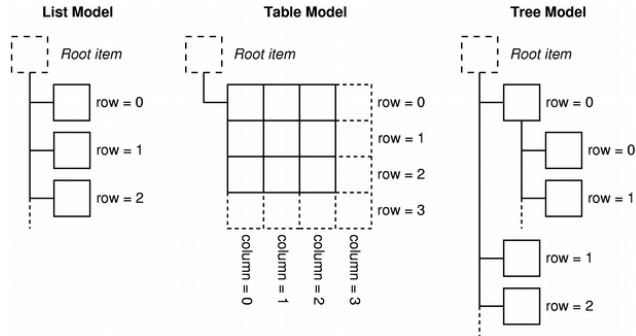 List Model
Root item
row = 0
row = 1
row = 2
Table Model
Root item
row = 0
row = 1
row = 2
row = 3
column = 0
column = 1
column = 2
column = 3
Tree Model
Root item
row = 0
row = 0
row = 1
row = 1
row = 2